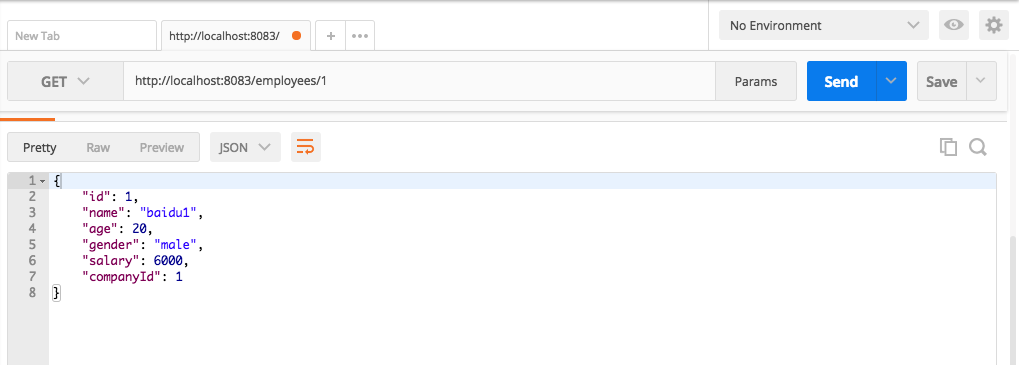 No Environment
New Tab
http://localhost:8083/
+
GET
http://localhost:8083/employees/1
Params
Send
Save
Pretty
Raw
Preview
JSON
1 {
2 "id": 1,
3 "name": "baidu1",
4 "age": 20,
5 "gender": "male",
6 "salary": 6000,
7 "companyId": 1
8 }